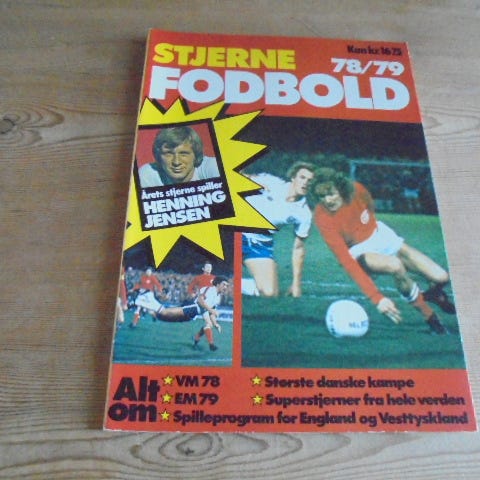 STJERNE
Kun kr. 16.75
78/79
FODBOLD
Årets stjerne spiller
HENNING
JENSEN
Alt
om
VM 78
EM 79
Spilleprogram for England og Vesttyskland
Største danske kampe
Superstjerner fra hele verden